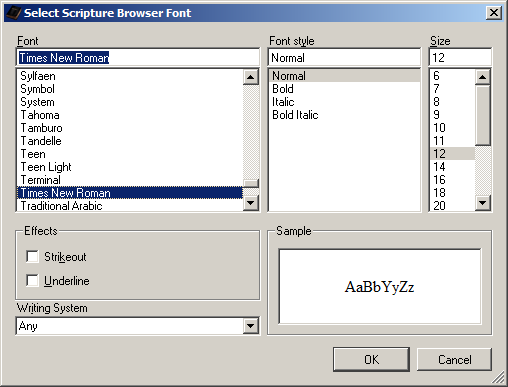 Select Scripture Browser Font
Font
Times New Roman
Sylfaen
Symbol
System
Tahoma
Tamburo
Tandelle
Teen
Teen Light
Terminal
Times New Roman
Traditional Arabic
Font style
Normal
Normal
Bold
Italic
Bold Italic
Size
12
6
7
8
9
10
11
12
14
16
18
20
Effects
Strikeout
Underline
Sample
AaBbYyZz
Writing System
Any
OK
Cancel